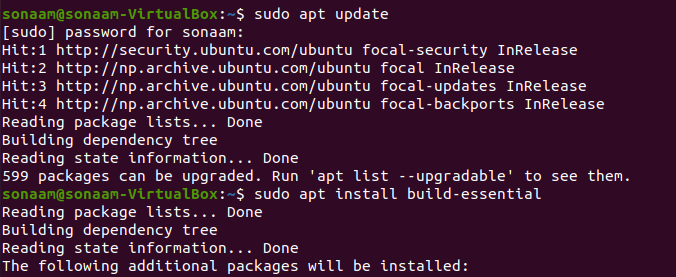 sonaam@sonaam-VirtualBox:~$ sudo apt update
[sudo] password for sonaam:
Hit:1 http://security.ubuntu.com/ubuntu focal-security InRelease
Hit:2 http://np.archive.ubuntu.com/ubuntu focal InRelease
Hit:3 http://np.archive.ubuntu.com/ubuntu focal-updates InRelease
Hit:4 http://np.archive.ubuntu.com/ubuntu focal-backports InRelease
Reading package lists... Done
Building dependency tree
Reading state information... Done
599 packages can be upgraded. Run 'apt list --upgradable' to see them.
sonaam@sonaam-VirtualBox:~$ sudo apt install build-essential
Reading package lists... Done
Building dependency tree
Reading state information... Done
The following additional packages will be installed: